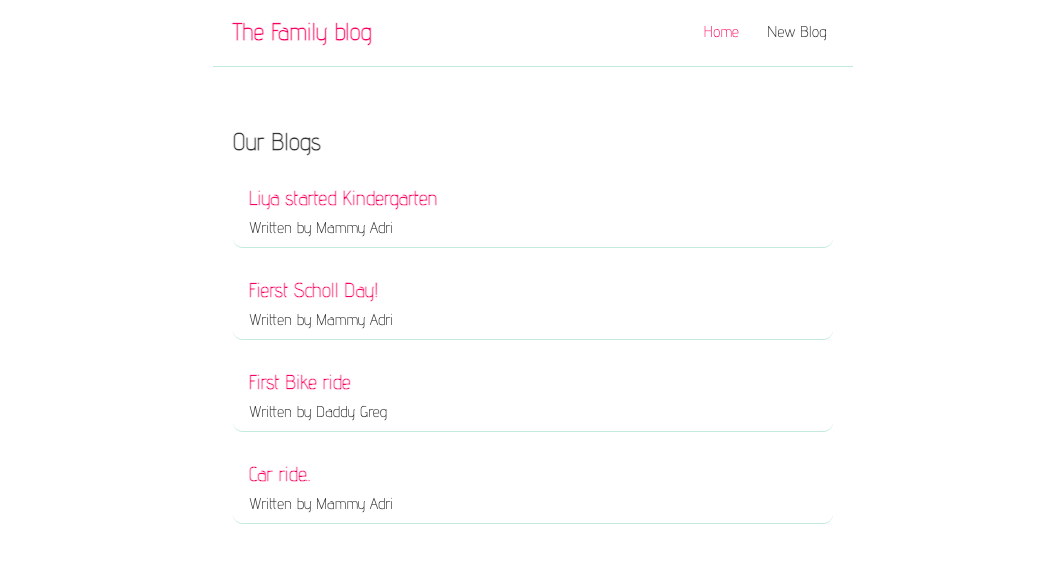 The Family blog
Home New Blog
Our Blogs
Liya started Kindergarten
Written by Mammy Adri
Fierst Scholl Day!
Written by Mammy Adri
First Bike ride
Written by Daddy Greg
Car ride..
Written by Mammy Adri